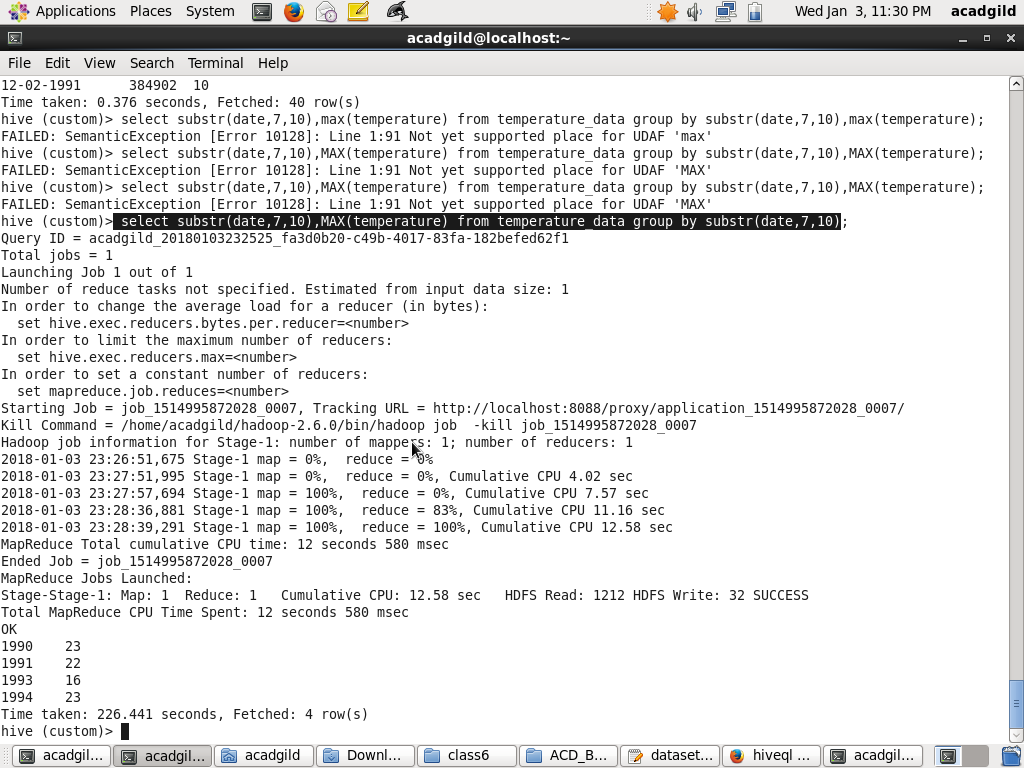 Applications Places System Wed Jan 3, 11:30 PM acadgild
acadgild@localhost:~
File Edit View Search Terminal Help
12-02-1991 384902 10
Time taken: 0.376 seconds, Fetched: 40 row(s)
hive (custom)> select substr(date,7,10),max(temperature) from temperature_data group by substr(date,7,10),max(temperature);
FAILED: SemanticException [Error 10128]: Line 1:91 Not yet supported place for UDAF 'max'
hive (custom)> select substr(date,7,10),MAX(temperature) from temperature_data group by substr(date,7,10),MAX(temperature);
FAILED: SemanticException [Error 10128]: Line 1:91 Not yet supported place for UDAF 'MAX'
hive (custom)> select substr(date,7,10),MAX(temperature) from temperature_data group by substr(date,7,10),MAX(temperature);
FAILED: SemanticException [Error 10128]: Line 1:91 Not yet supported place for UDAF 'MAX'
hive (custom)> select substr(date,7,10),MAX(temperature) from temperature_data group by substr(date,7,10);
Query ID = acadgild_20180103232525_fa3d0b20-c49b-4017-83fa-182befed62f1
Total jobs = 1
Launching Job 1 out of 1
Number of reduce tasks not specified. Estimated from input data size: 1
In order to change the average load for a reducer (in bytes):
  set hive.exec.reducers.bytes.per.reducer=<number>
In order to limit the maximum number of reducers:
  set hive.exec.reducers.max=<number>
In order to set a constant number of reducers:
  set mapreduce.job.reduces=<number>
Starting Job = job_1514995872028_0007, Tracking URL = http://localhost:8088/proxy/application_1514995872028_0007/
Kill Command = /home/acadgild/hadoop-2.6.0/bin/hadoop job  -kill job_1514995872028_0007
Hadoop job information for Stage-1: number of mappers: 1; number of reducers: 1
2018-01-03 23:26:51,675 Stage-1 map = 0%,  reduce = 0%
2018-01-03 23:27:51,995 Stage-1 map = 0%,  reduce = 0%, Cumulative CPU 4.02 sec
2018-01-03 23:27:57,694 Stage-1 map = 100%,  reduce = 0%, Cumulative CPU 7.57 sec
2018-01-03 23:28:36,881 Stage-1 map = 100%,  reduce = 83%, Cumulative CPU 11.16 sec
2018-01-03 23:28:39,291 Stage-1 map = 100%,  reduce = 100%, Cumulative CPU 12.58 sec
MapReduce Total cumulative CPU time: 12 seconds 580 msec
Ended Job = job_1514995872028_0007
MapReduce Jobs Launched:
Stage-Stage-1: Map: 1  Reduce: 1   Cumulative CPU: 12.58 sec   HDFS Read: 1212 HDFS Write: 32 SUCCESS
Total MapReduce CPU Time Spent: 12 seconds 580 msec
OK
1990 23
1991 22
1993 16
1994 23
Time taken: 226.441 seconds, Fetched: 4 row(s)
hive (custom)>
acadgil... acadgil... acadgild Downl... class6 ACD_B... dataset... hiveql ... acadgil...